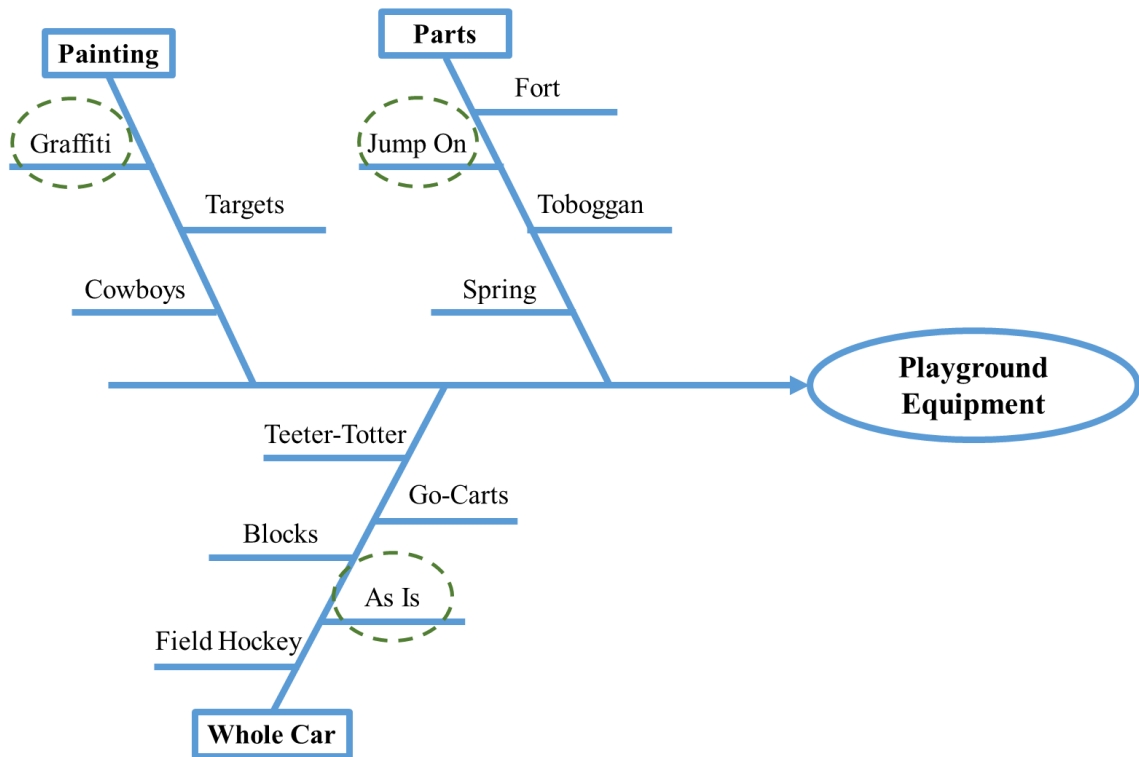 Painting
Parts
Fort
Graffiti
Jump On
Targets
Toboggan
Cowboys
Spring
Playground
Equipment
Teeter-Totter
Go-Carts
Blocks
As Is
Field Hockey
Whole Car